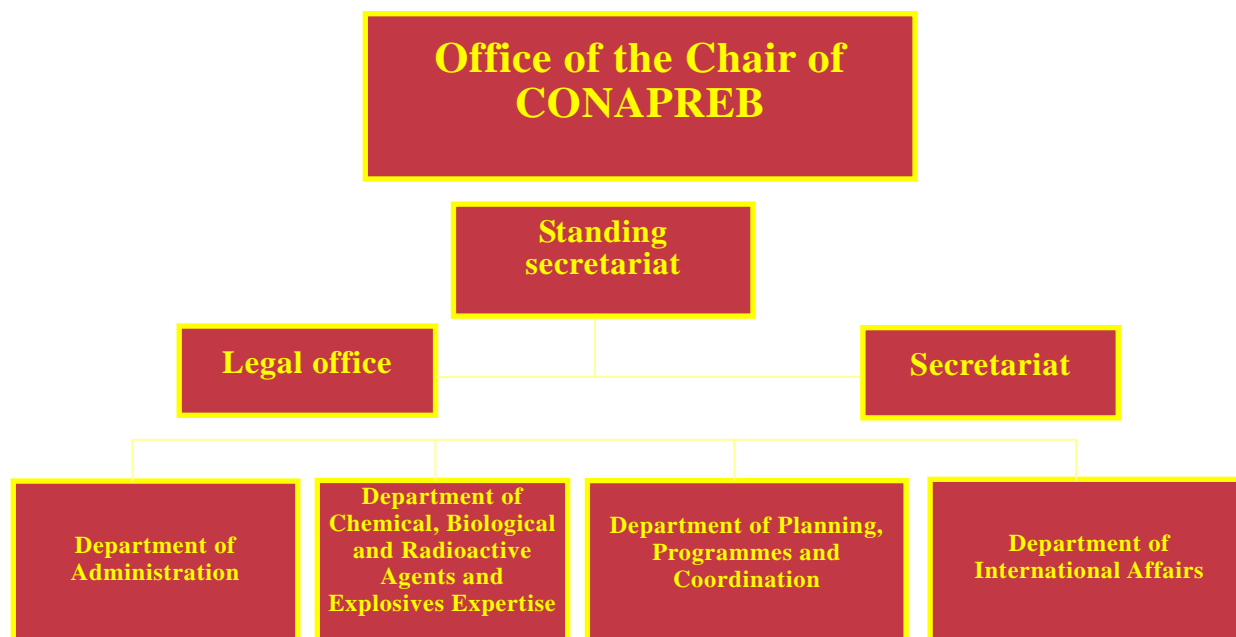 Office of the Chair of
CONAPREB
Standing
secretariat
Legal office
Secretariat
Department of
Administration
Department of
Chemical, Biological
and Radioactive
Agents and
Explosives Expertise
Department of Planning,
Programmes and
Coordination
Department of
International Affairs